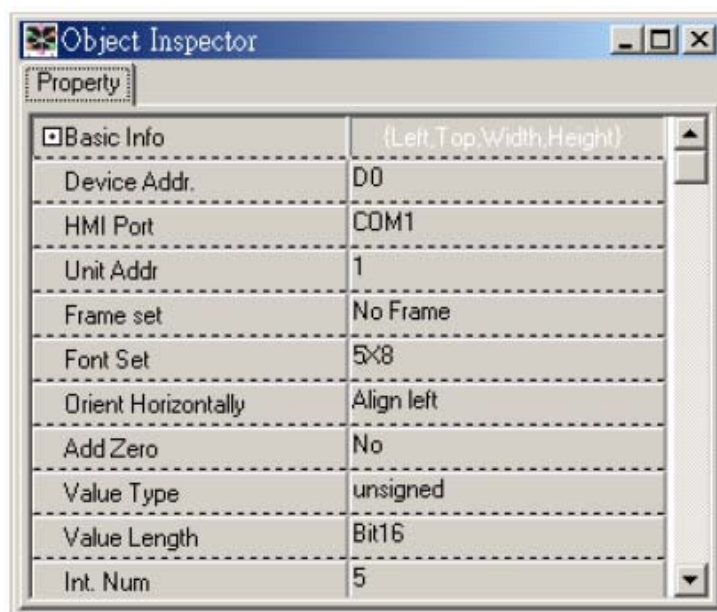 Object Inspector
Property
Basic Info {Left,Top,Width,Height}
Device Addr. D0
HMI Port COM1
Unit Addr 1
Frame set No Frame
Font Set 5X8
Orient Horizontally Align left
Add Zero No
Value Type unsigned
Value Length Bit16
Int. Num 5